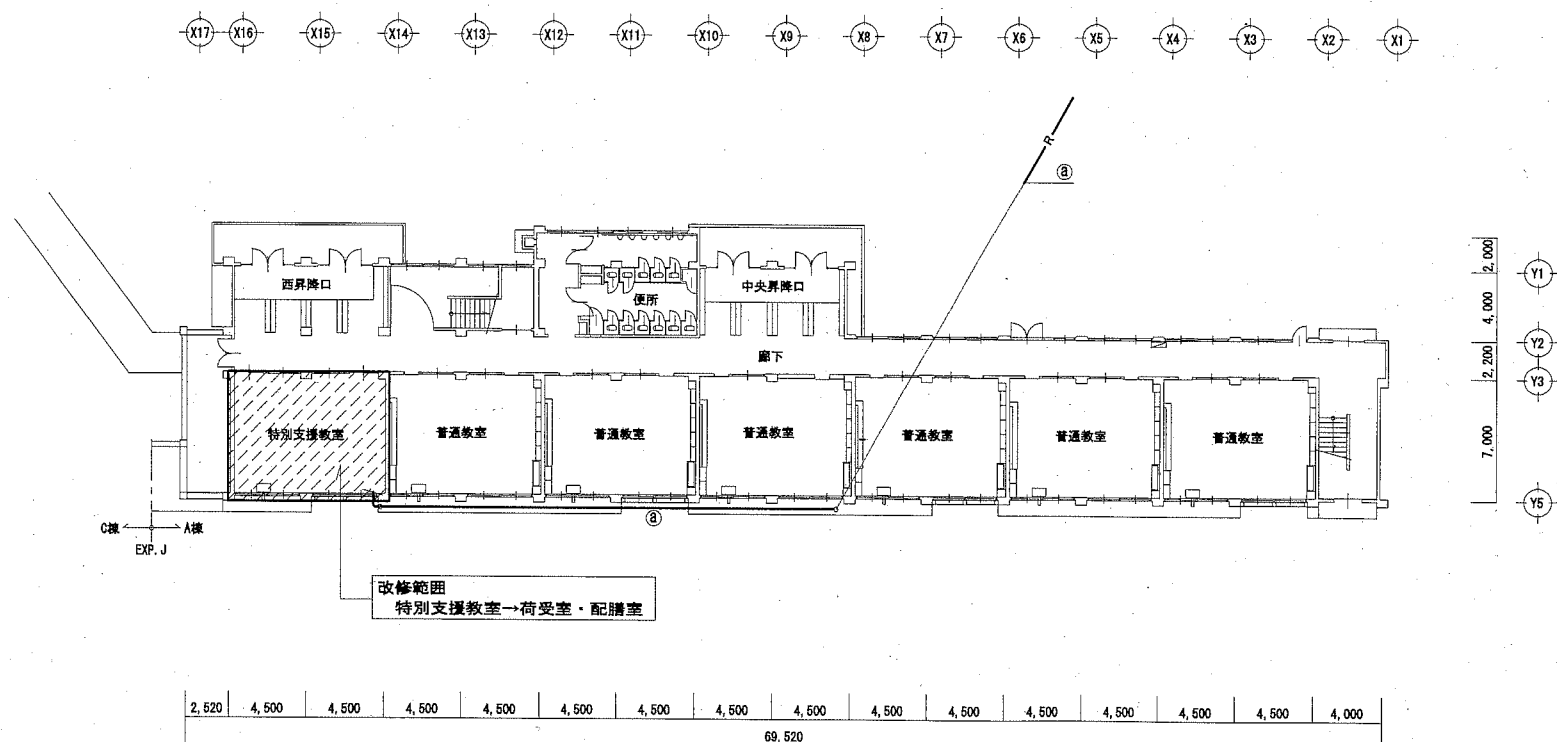 X17 X16 X15 X14 X13 X12 X11 X10 X9 X8 X7 X6 X5 X4 X3 X2 X1
R
ⓐ
2,000
Y1
西昇降口
便所
中央昇降口
4,000
Y2
廊下
2,200
Y3
特別支援教室
普通教室
普通教室
普通教室
普通教室
普通教室
普通教室
7,000
Y5
ⓐ
C棟 A棟
EXP.J
改修範囲
特別支援教室→荷受室・配膳室
2,520 4,500 4,500 4,500 4,500 4,500 4,500 4,500 4,500 4,500 4,500 4,500 4,500 4,500 4,500 4,000
69.520